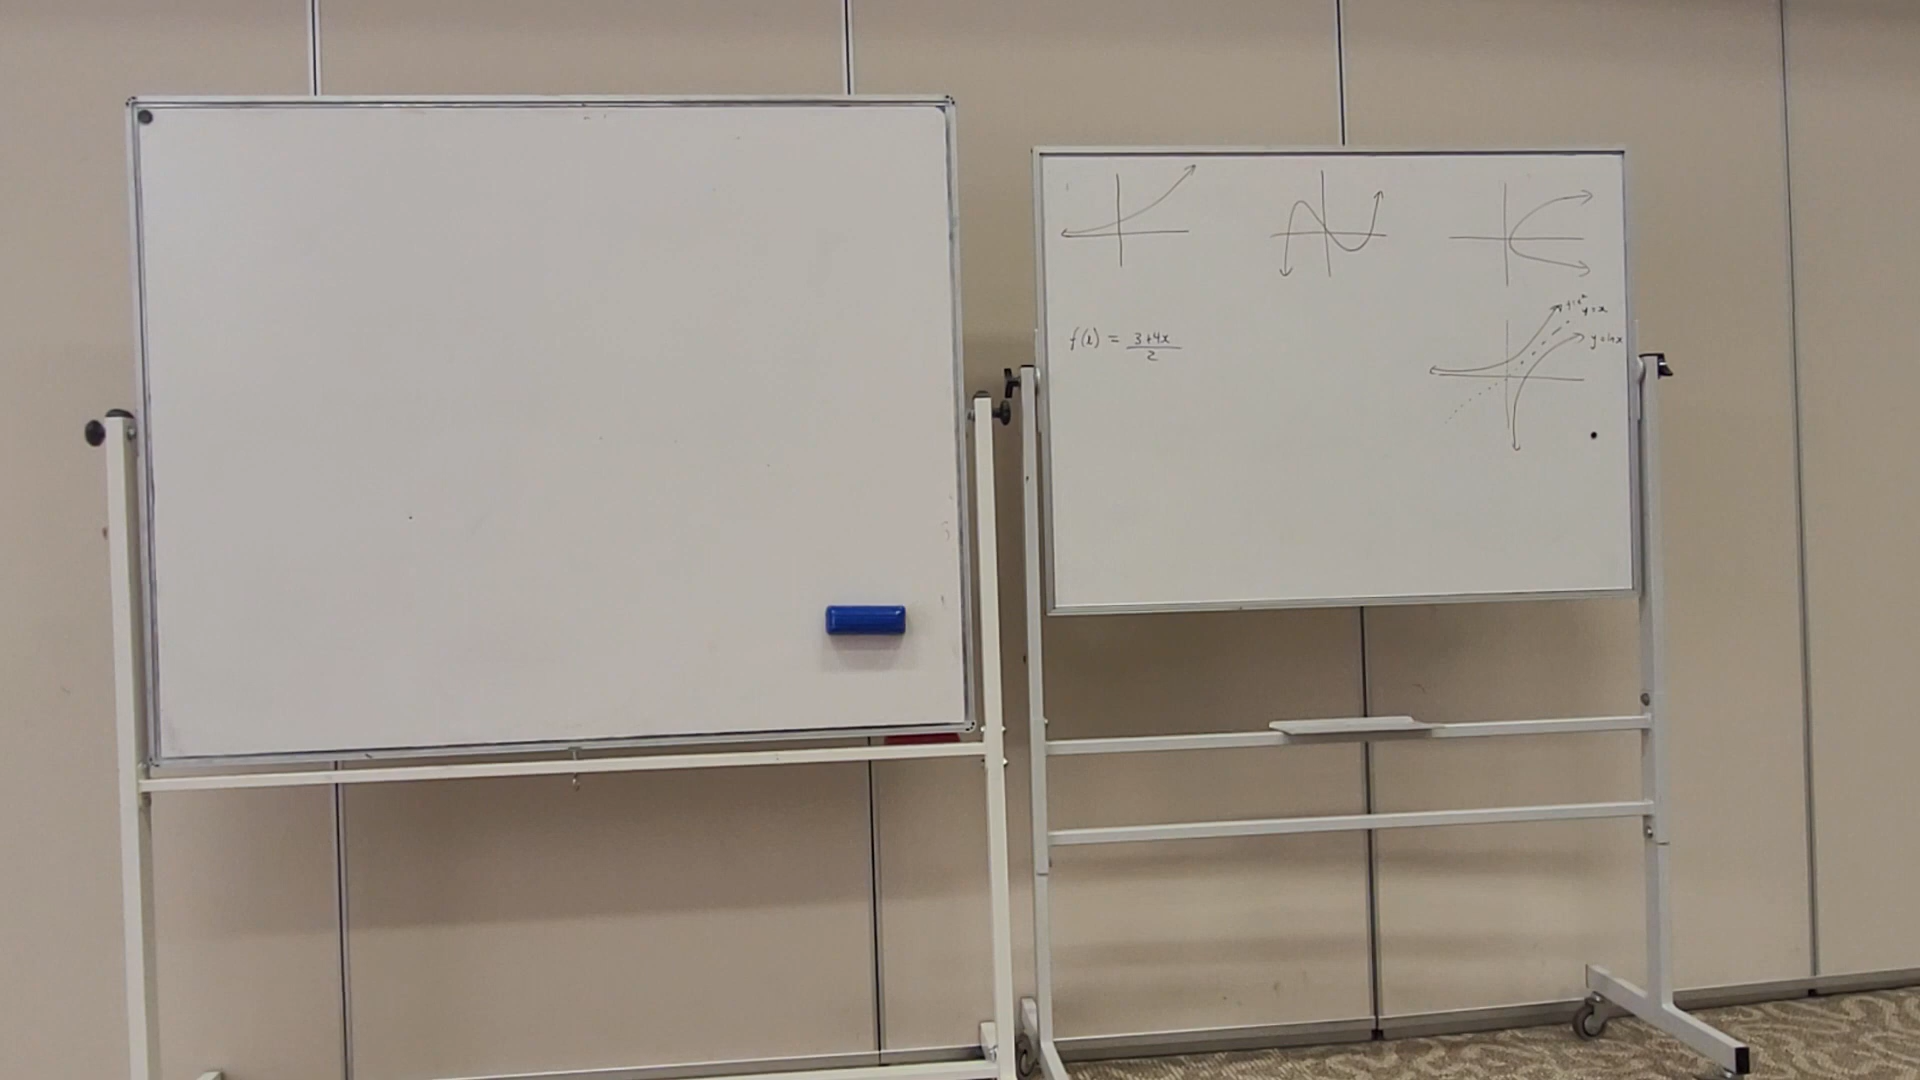 y = x
y = ln x
f(x) = 3+4x
2